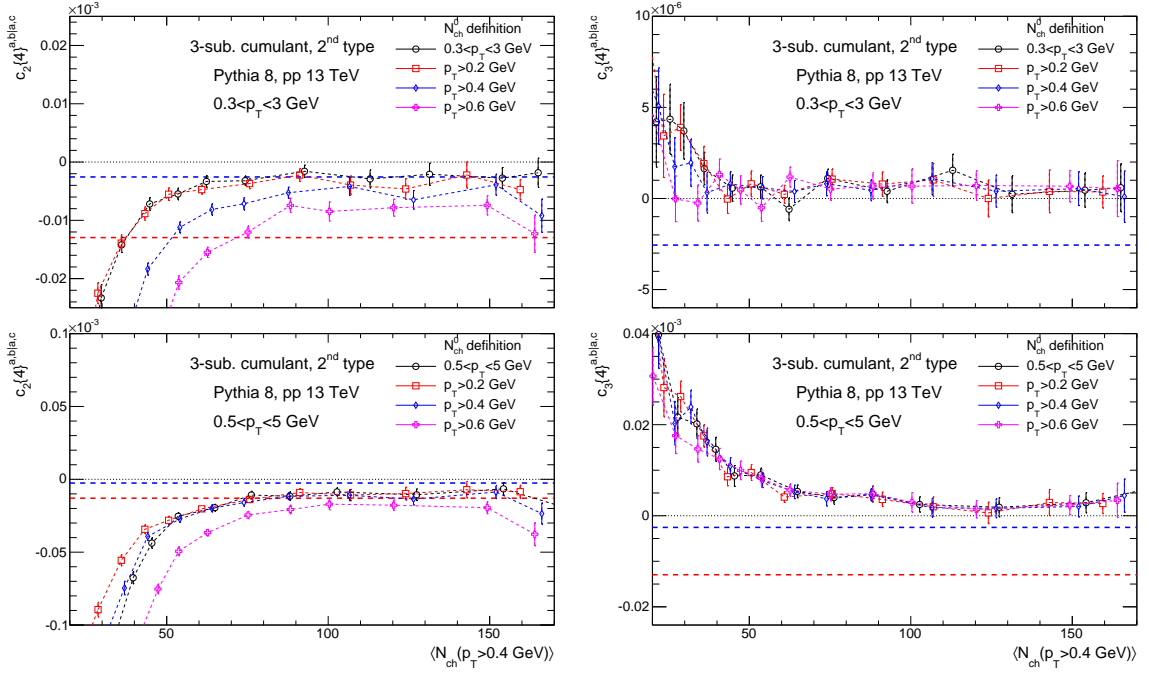 ×10⁻³
c₂{4}^a,b|a,c
0.02
0.01
0
-0.01
-0.02
3-sub. cumulant, 2nd type
Pythia 8, pp 13 TeV
0.3<p_T<3 GeV
N_ch^0 definition
0.3<p_T<3 GeV
p_T>0.2 GeV
p_T>0.4 GeV
p_T>0.6 GeV
×10⁻⁶
c₃{4}^a,b|a,c
10
5
0
-5
3-sub. cumulant, 2nd type
Pythia 8, pp 13 TeV
0.3<p_T<3 GeV
N_ch^0 definition
0.3<p_T<3 GeV
p_T>0.2 GeV
p_T>0.4 GeV
p_T>0.6 GeV
×10⁻³
c₂{4}^a,b|a,c
0.1
0.05
0
-0.05
-0.1
3-sub. cumulant, 2nd type
Pythia 8, pp 13 TeV
0.5<p_T<5 GeV
N_ch^0 definition
0.5<p_T<5 GeV
p_T>0.2 GeV
p_T>0.4 GeV
p_T>0.6 GeV
50 100 150
⟨N_ch(p_T>0.4 GeV)⟩
×10⁻³
c₃{4}^a,b|a,c
0.04
0.02
0
-0.02
3-sub. cumulant, 2nd type
Pythia 8, pp 13 TeV
0.5<p_T<5 GeV
N_ch^0 definition
0.5<p_T<5 GeV
p_T>0.2 GeV
p_T>0.4 GeV
p_T>0.6 GeV
50 100 150
⟨N_ch(p_T>0.4 GeV)⟩